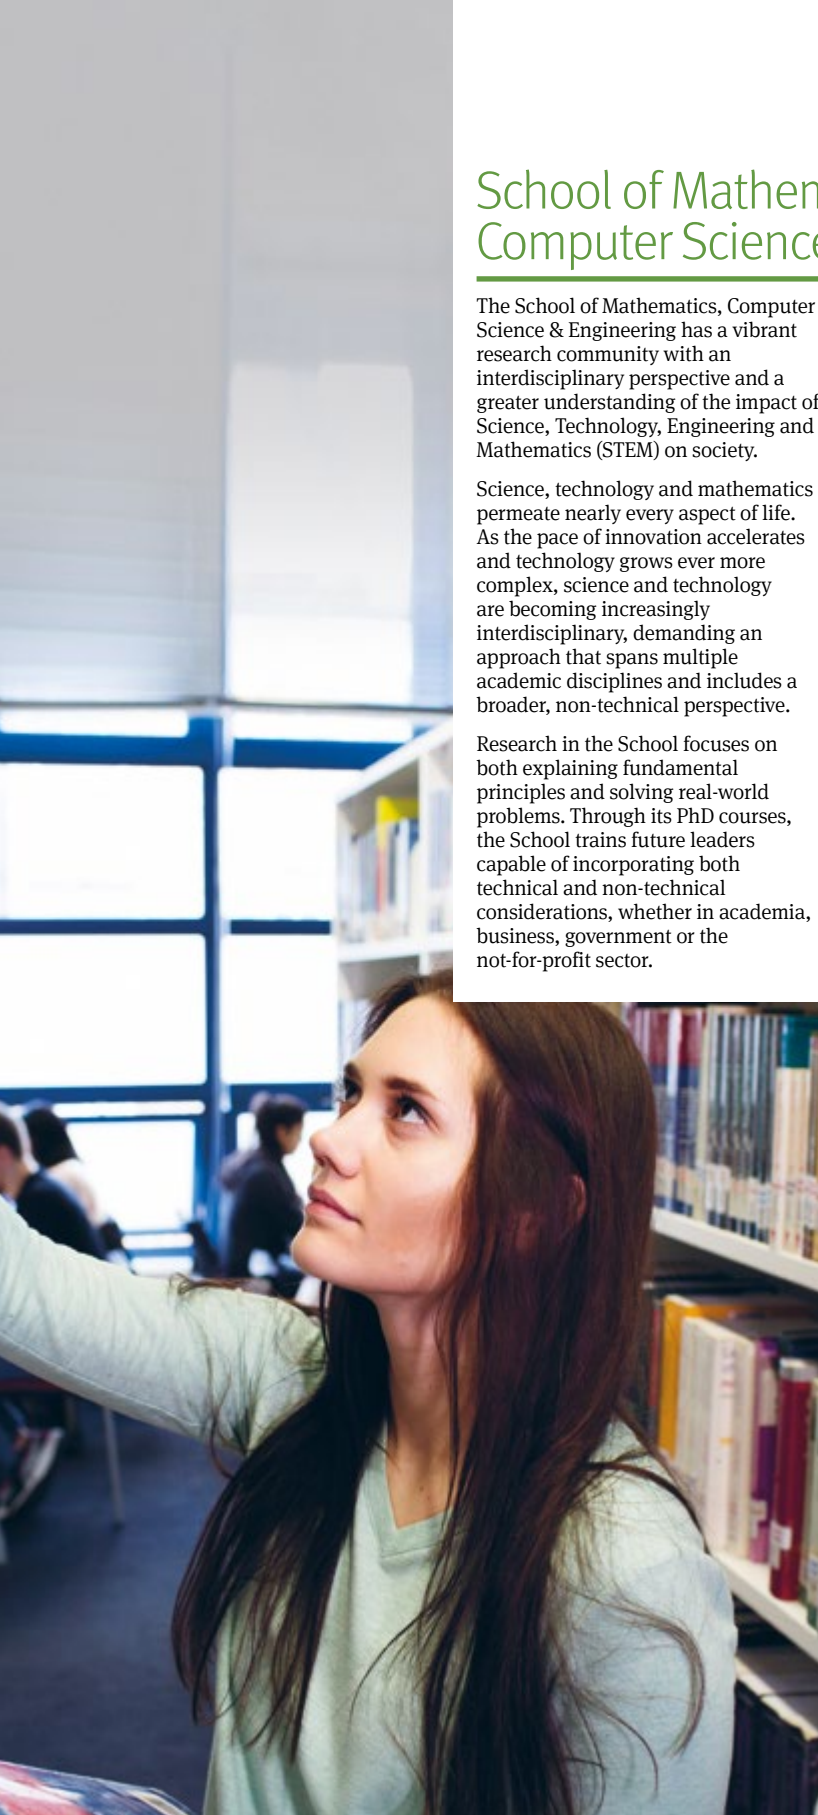 School of Mathem
Computer Science
The School of Mathematics, Computer
Science & Engineering has a vibrant
research community with an
interdisciplinary perspective and a
greater understanding of the impact of
Science, Technology, Engineering and
Mathematics (STEM) on society.
Science, technology and mathematics
permeate nearly every aspect of life.
As the pace of innovation accelerates
and technology grows ever more
complex, science and technology
are becoming increasingly
interdisciplinary, demanding an
approach that spans multiple
academic disciplines and includes a
broader, non-technical perspective.
Research in the School focuses on
both explaining fundamental
principles and solving real-world
problems. Through its PhD courses,
the School trains future leaders
capable of incorporating both
technical and non-technical
considerations, whether in academia,
business, government or the
not-for-profit sector.